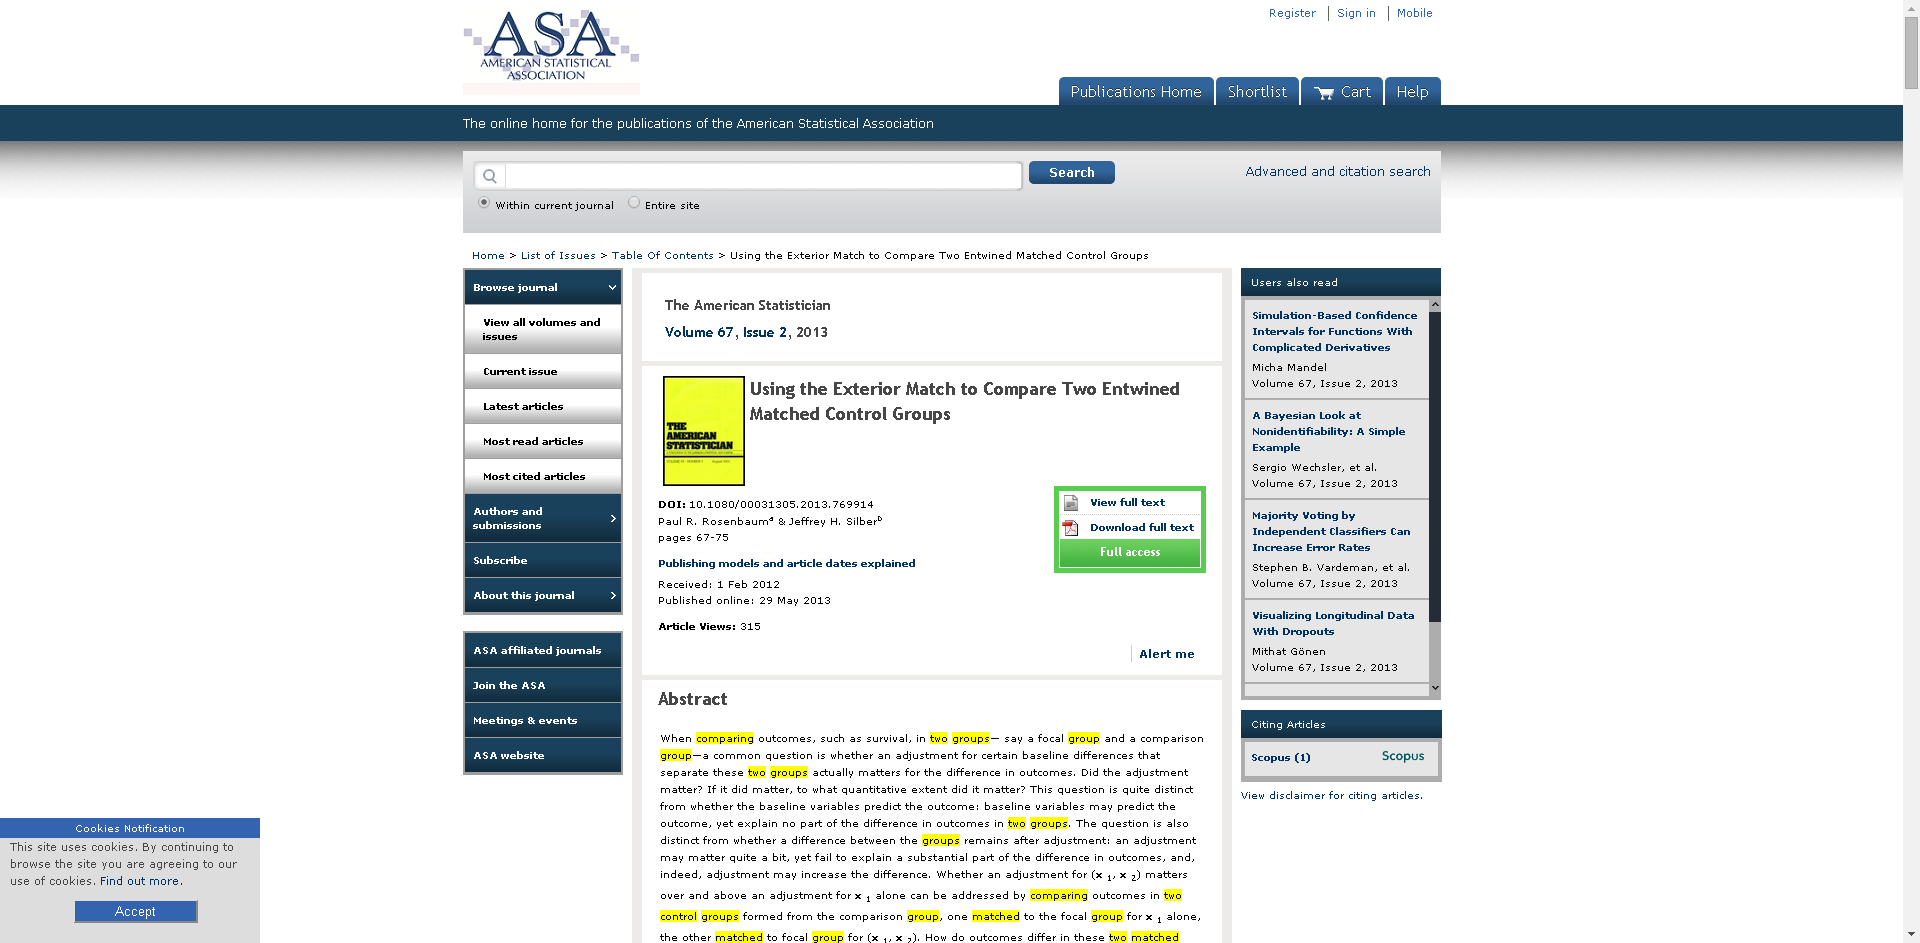 ASA
AMERICAN STATISTICAL
ASSOCIATION
Register
Sign in
Mobile
Publications Home
Shortlist
Cart
Help
The online home for the publications of the American Statistical Association
Search
Advanced and citation search
Within current journal
Entire site
Home > List of Issues > Table Of Contents > Using the Exterior Match to Compare Two Entwined Matched Control Groups
Browse journal
View all volumes and
issues
Current issue
Latest articles
Most read articles
Most cited articles
Authors and
submissions
Subscribe
About this journal
ASA affiliated journals
Join the ASA
Meetings & events
ASA website
The American Statistician
Volume 67, Issue 2, 2013
THE
AMERICAN
STATISTICIAN
Using the Exterior Match to Compare Two Entwined
Matched Control Groups
DOI: 10.1080/00031305.2013.769914
Paul R. Rosenbaumᵃ & Jeffrey H. Silberᵇ
pages 67-75
View full text
Download full text
Full access
Publishing models and article dates explained
Received: 1 Feb 2012
Published online: 29 May 2013
Article Views: 315
Alert me
Abstract
When comparing outcomes, such as survival, in two groups— say a focal group and a comparison
group—a common question is whether an adjustment for certain baseline differences that
separate these two groups actually matters for the difference in outcomes. Did the adjustment
matter? If it did matter, to what quantitative extent did it matter? This question is quite distinct
from whether the baseline variables predict the outcome: baseline variables may predict the
outcome, yet explain no part of the difference in outcomes in two groups. The question is also
distinct from whether a difference between the groups remains after adjustment: an adjustment
may matter quite a bit, yet fail to explain a substantial part of the difference in outcomes, and,
indeed, adjustment may increase the difference. Whether an adjustment for (x 1, x 2) matters
over and above an adjustment for x 1 alone can be addressed by comparing outcomes in two
control groups formed from the comparison group, one matched to the focal group for x 1 alone,
the other matched to focal group for (x 1, x 2). How do outcomes differ in these two matched
Users also read
Simulation-Based Confidence
Intervals for Functions With
Complicated Derivatives
Micha Mandel
Volume 67, Issue 2, 2013
A Bayesian Look at
Nonidentifiability: A Simple
Example
Sergio Wechsler, et al.
Volume 67, Issue 2, 2013
Majority Voting by
Independent Classifiers Can
Increase Error Rates
Stephen B. Vardeman, et al.
Volume 67, Issue 2, 2013
Visualizing Longitudinal Data
With Dropouts
Mithat Gönen
Volume 67, Issue 2, 2013
Citing Articles
Scopus (1)
Scopus
View disclaimer for citing articles.
Cookies Notification
This site uses cookies. By continuing to
browse the site you are agreeing to our
use of cookies. Find out more.
Accept